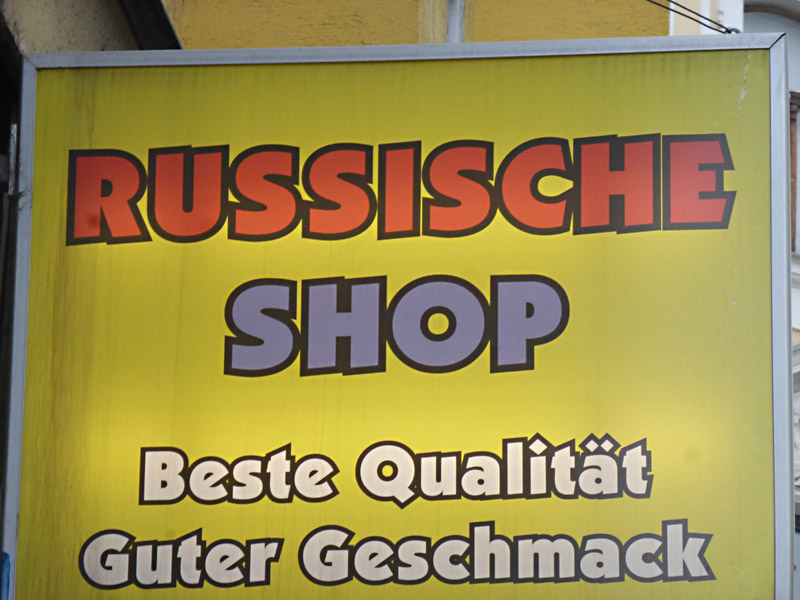 RUSSISCHE
SHOP
Beste Qualität
Guter Geschmack